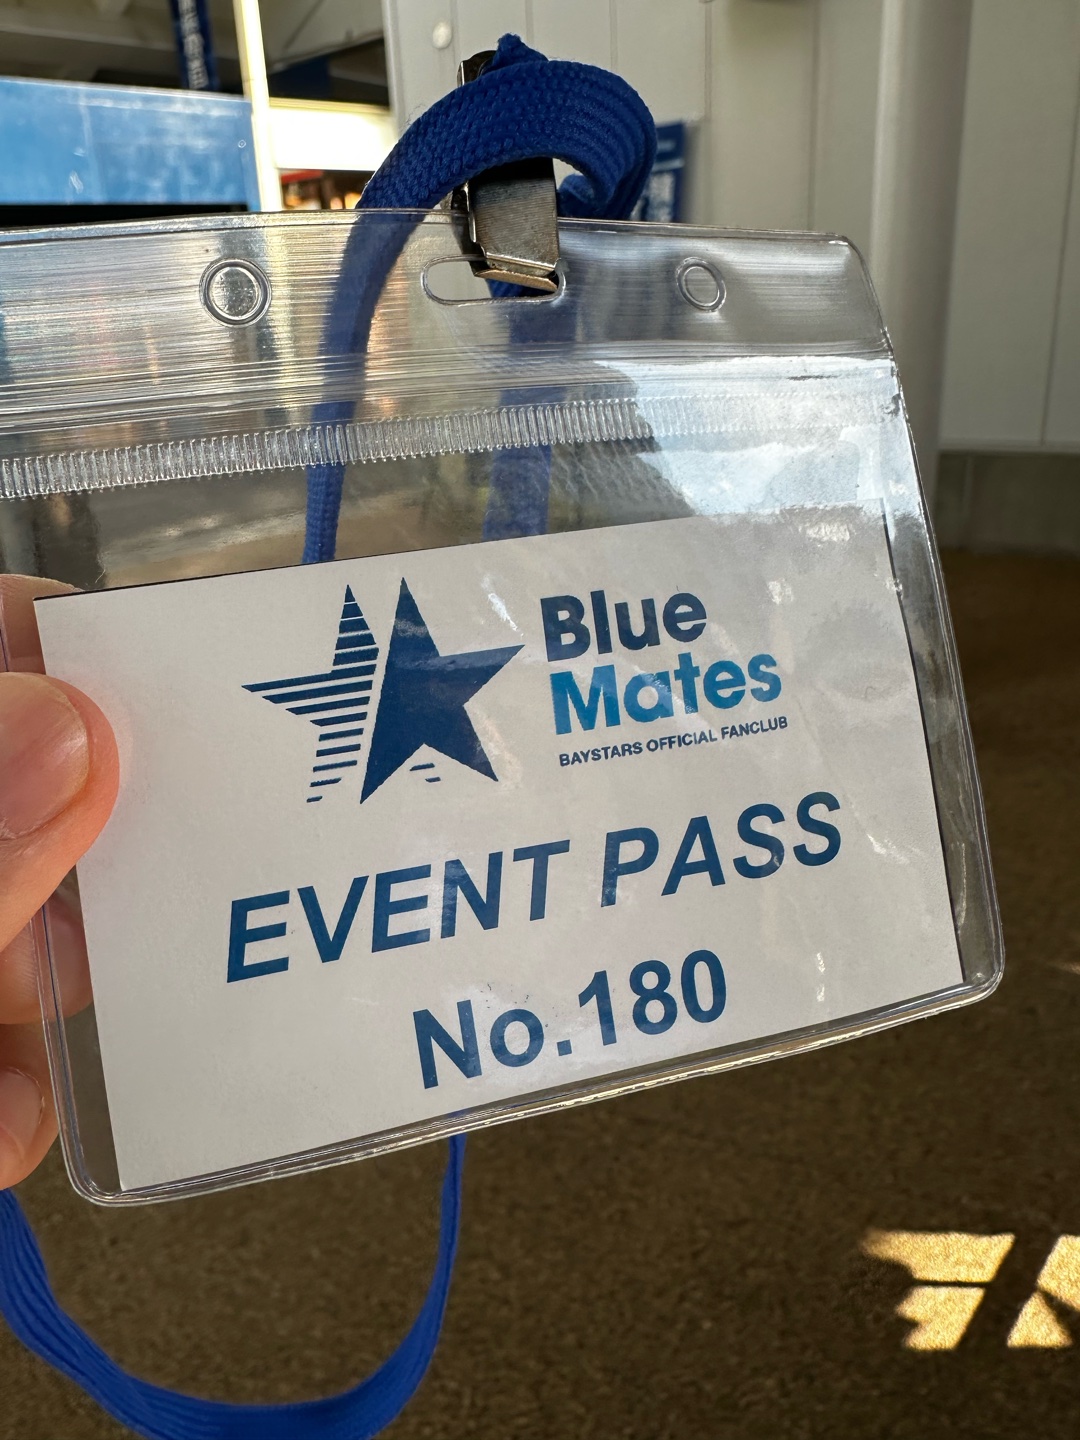 Blue
Mates
BAYSTARS OFFICIAL FANCLUB
EVENT PASS
No.180